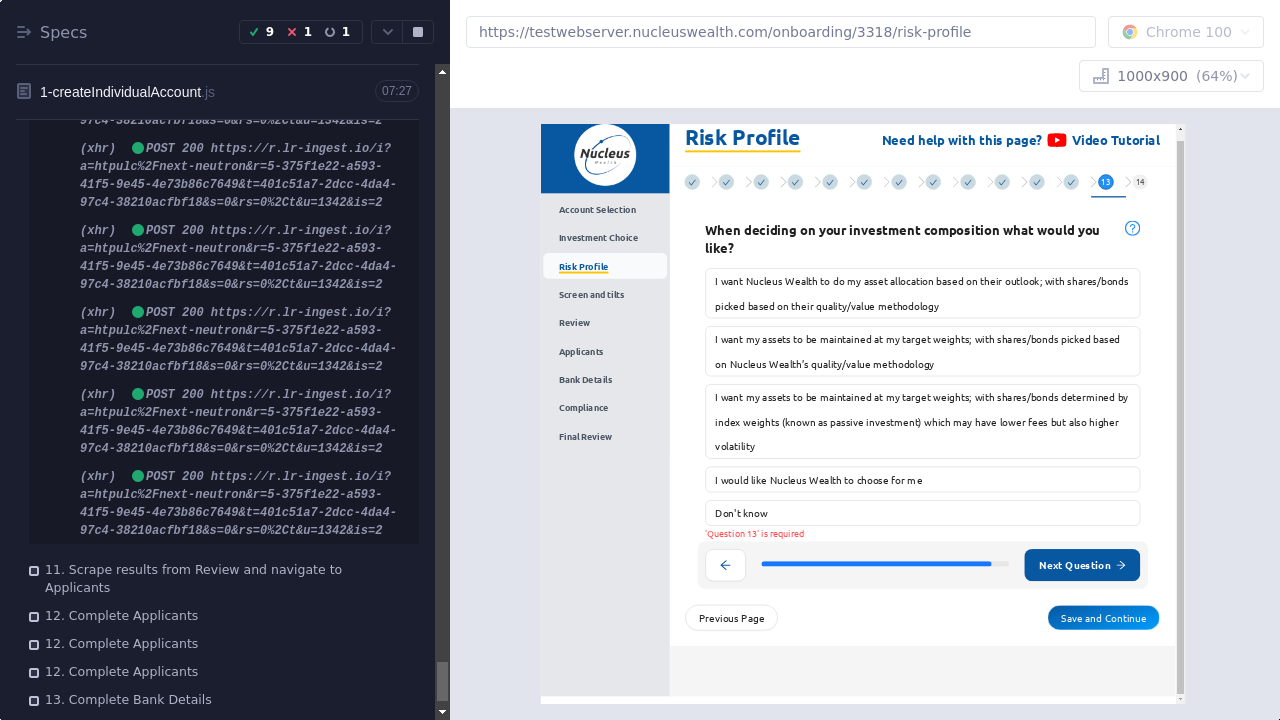 Specs
9
1
1
1-createIndividualAccount.js
07:27
97c4-38210acfbf18&s=0&rs=0%2Ct&u=1342&is=2
(xhr) POST 200 https://r.lr-ingest.io/i?
a=htpulc%2Fnext-neutron&r=5-375f1e22-a593-
41f5-9e45-4e73b86c7649&t=401c51a7-2dcc-4da4-
97c4-38210acfbf18&s=0&rs=0%2Ct&u=1342&is=2
(xhr) POST 200 https://r.lr-ingest.io/i?
a=htpulc%2Fnext-neutron&r=5-375f1e22-a593-
41f5-9e45-4e73b86c7649&t=401c51a7-2dcc-4da4-
97c4-38210acfbf18&s=0&rs=0%2Ct&u=1342&is=2
(xhr) POST 200 https://r.lr-ingest.io/i?
a=htpulc%2Fnext-neutron&r=5-375f1e22-a593-
41f5-9e45-4e73b86c7649&t=401c51a7-2dcc-4da4-
97c4-38210acfbf18&s=0&rs=0%2Ct&u=1342&is=2
(xhr) POST 200 https://r.lr-ingest.io/i?
a=htpulc%2Fnext-neutron&r=5-375f1e22-a593-
41f5-9e45-4e73b86c7649&t=401c51a7-2dcc-4da4-
97c4-38210acfbf18&s=0&rs=0%2Ct&u=1342&is=2
(xhr) POST 200 https://r.lr-ingest.io/i?
a=htpulc%2Fnext-neutron&r=5-375f1e22-a593-
41f5-9e45-4e73b86c7649&t=401c51a7-2dcc-4da4-
97c4-38210acfbf18&s=0&rs=0%2Ct&u=1342&is=2
11. Scrape results from Review and navigate to
Applicants
12. Complete Applicants
12. Complete Applicants
12. Complete Applicants
13. Complete Bank Details
https://testwebserver.nucleuswealth.com/onboarding/3318/risk-profile
Chrome 100
1000x900 (64%)
Nucleus
Wealth
Account Selection
Investment Choice
Risk Profile
Screen and tilts
Review
Applicants
Bank Details
Compliance
Final Review
Risk Profile
Need help with this page? Video Tutorial
13
14
When deciding on your investment composition what would you
like?
I want Nucleus Wealth to do my asset allocation based on their outlook; with shares/bonds
picked based on their quality/value methodology
I want my assets to be maintained at my target weights; with shares/bonds picked based
on Nucleus Wealth's quality/value methodology
I want my assets to be maintained at my target weights; with shares/bonds determined by
index weights (known as passive investment) which may have lower fees but also higher
volatility
I would like Nucleus Wealth to choose for me
Don't know
'Question 13' is required
Next Question
Previous Page
Save and Continue